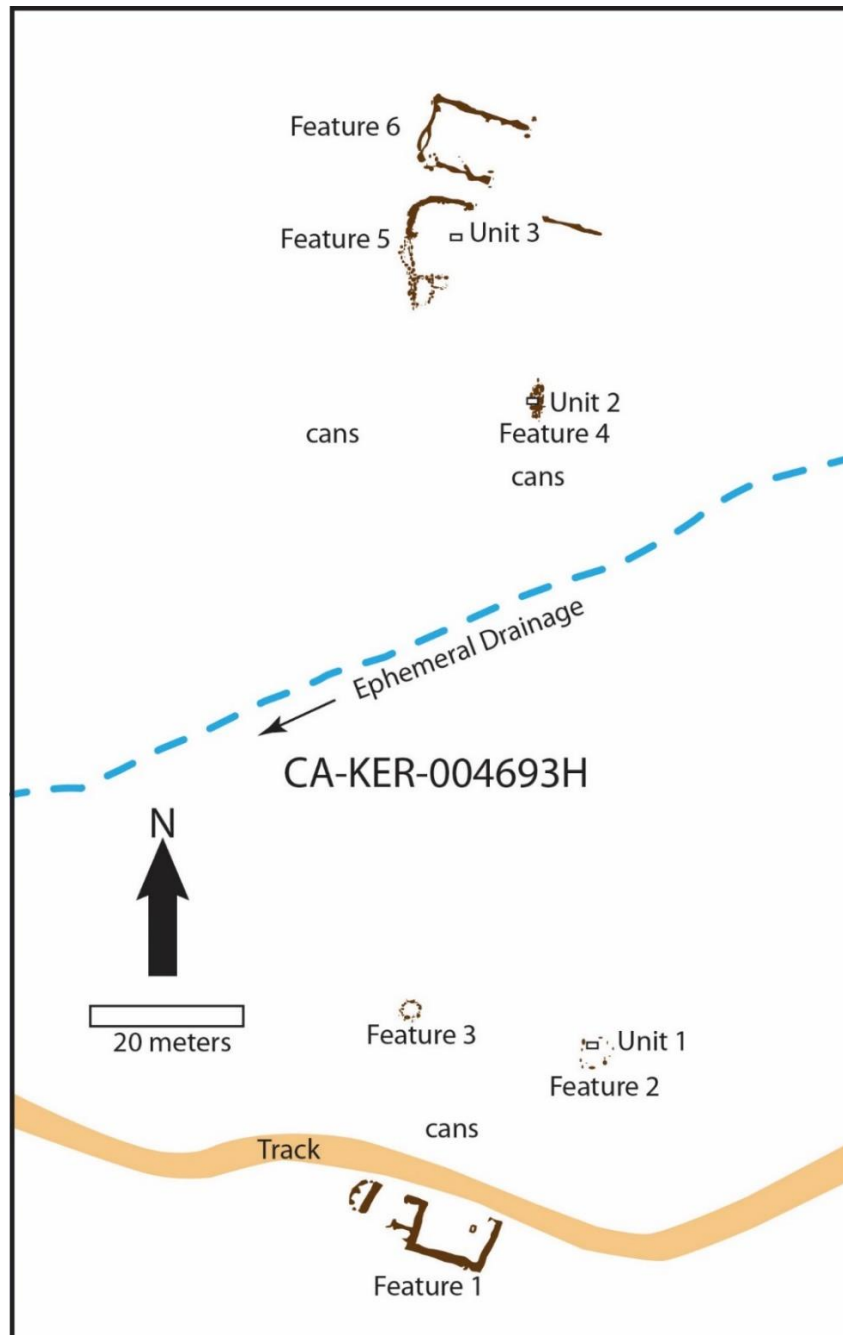 Feature 6
Feature 5
Unit 3
Unit 2
Feature 4
cans
cans
Ephemeral Drainage
CA-KER-004693H
N
20 meters
Feature 3
Unit 1
Feature 2
cans
Track
Feature 1